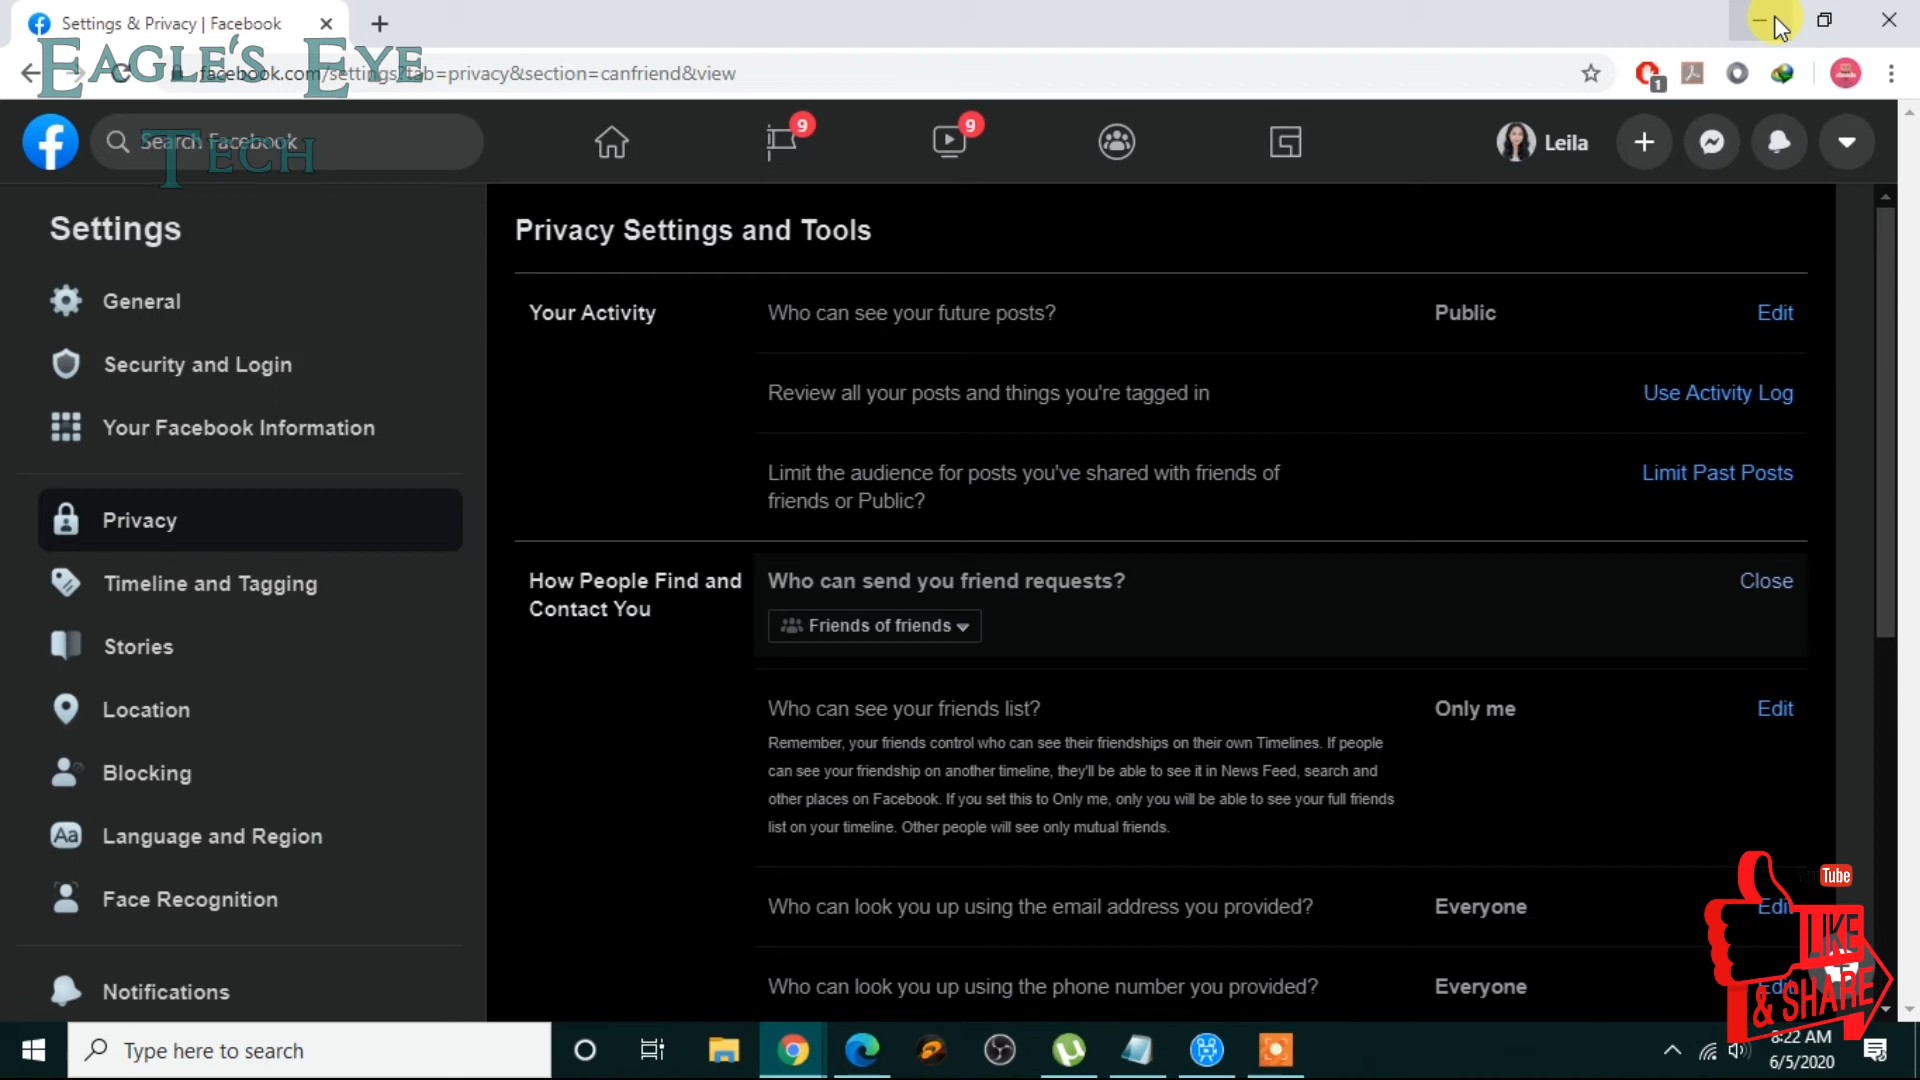 Settings & Privacy | Facebook
EAGLE'S EYE
facebook.com/settings?tab=privacy&section=canfriend&view
1
Search Facebook
TECH
9
9
Leila
Settings
General
Security and Login
Your Facebook Information
Privacy
Timeline and Tagging
Stories
Location
Blocking
Language and Region
Face Recognition
Notifications
Privacy Settings and Tools
Your Activity
Who can see your future posts?
Public
Edit
Review all your posts and things you're tagged in
Use Activity Log
Limit the audience for posts you've shared with friends of
friends or Public?
Limit Past Posts
How People Find and
Contact You
Who can send you friend requests?
Close
Friends of friends
Who can see your friends list?
Only me
Edit
Remember, your friends control who can see their friendships on their own Timelines. If people
can see your friendship on another timeline, they'll be able to see it in News Feed, search and
other places on Facebook. If you set this to Only me, only you will be able to see your full friends
list on your timeline. Other people will see only mutual friends.
Who can look you up using the email address you provided?
Everyone
Edit
Who can look you up using the phone number you provided?
Everyone
Edit
Tube
LIKE
& SHARE
Type here to search
8:22 AM
6/5/2020